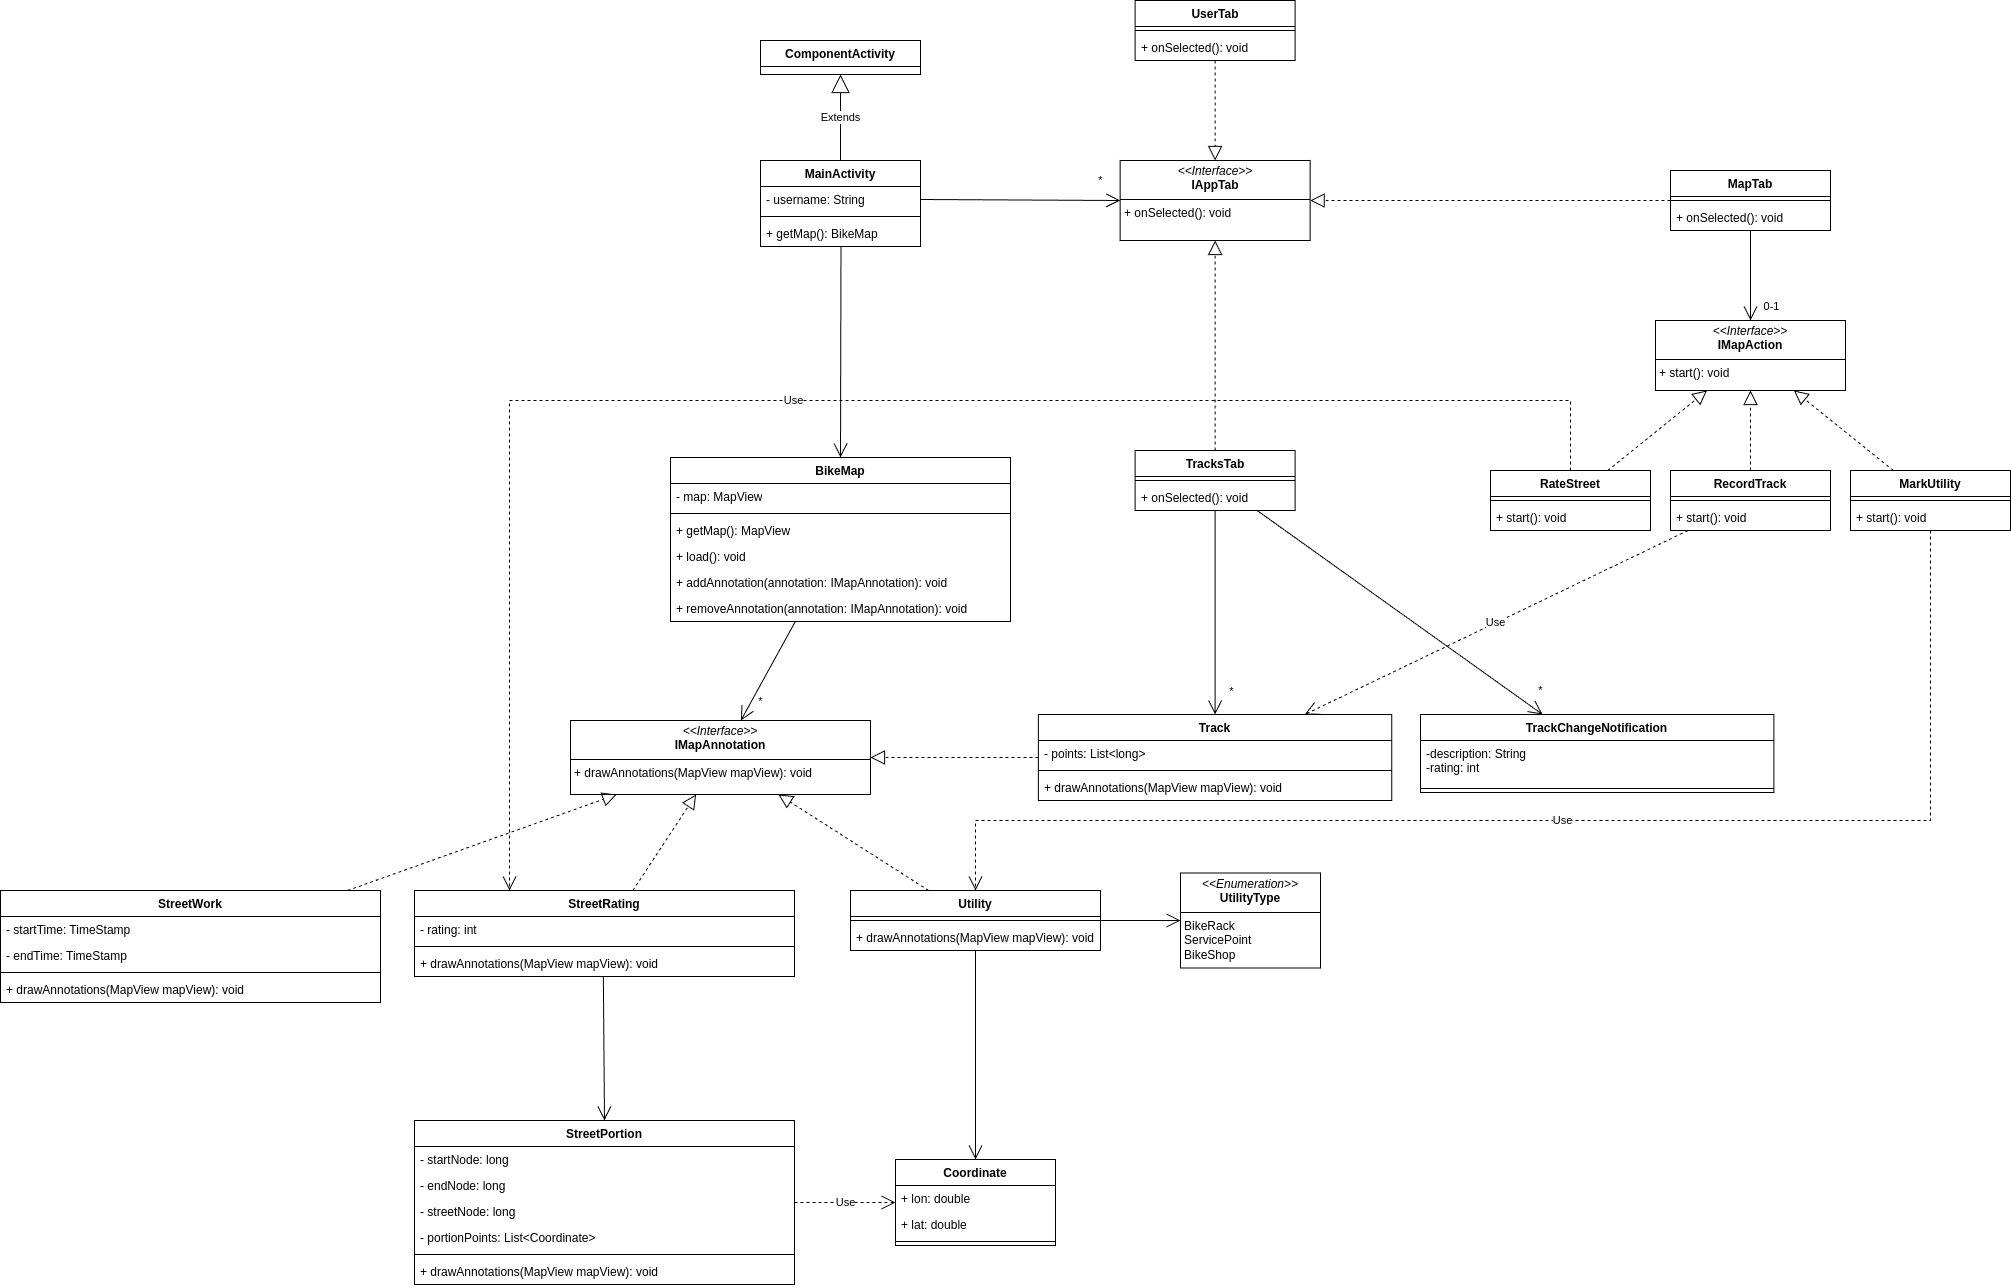 UserTab
+ onSelected(): void
ComponentActivity
Extends
MainActivity
- username: String
+ getMap(): BikeMap
*
<<Interface>>
IAppTab
+ onSelected(): void
MapTab
+ onSelected(): void
0-1
<<Interface>>
IMapAction
+ start(): void
Use
BikeMap
- map: MapView
+ getMap(): MapView
+ load(): void
+ addAnnotation(annotation: IMapAnnotation): void
+ removeAnnotation(annotation: IMapAnnotation): void
TracksTab
+ onSelected(): void
RateStreet
+ start(): void
RecordTrack
+ start(): void
MarkUtility
+ start(): void
Use
*
*
*
<<Interface>>
IMapAnnotation
+ drawAnnotations(MapView mapView): void
Track
- points: List<long>
+ drawAnnotations(MapView mapView): void
TrackChangeNotification
-description: String
-rating: int
Use
StreetWork
- startTime: TimeStamp
- endTime: TimeStamp
+ drawAnnotations(MapView mapView): void
StreetRating
- rating: int
+ drawAnnotations(MapView mapView): void
Utility
+ drawAnnotations(MapView mapView): void
<<Enumeration>>
UtilityType
BikeRack
ServicePoint
BikeShop
StreetPortion
- startNode: long
- endNode: long
- streetNode: long
- portionPoints: List<Coordinate>
+ drawAnnotations(MapView mapView): void
Use
Coordinate
+ lon: double
+ lat: double